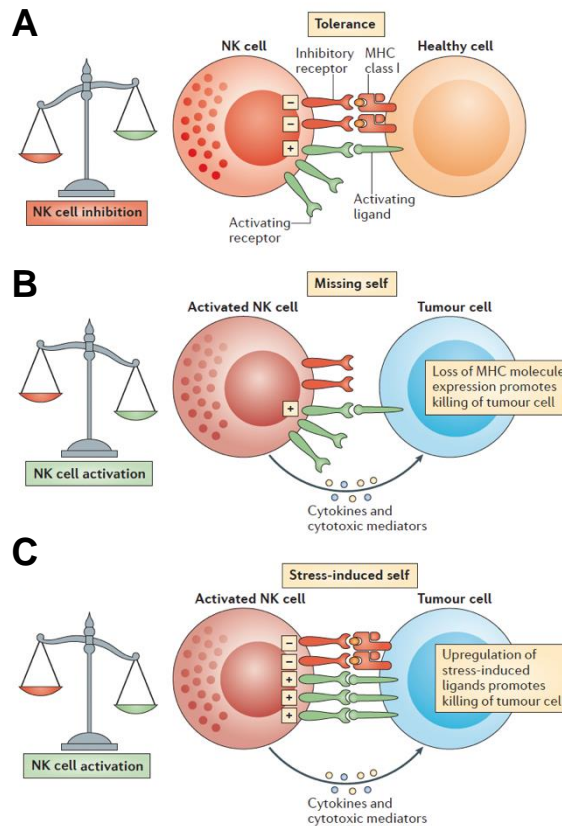 A
Tolerance
NK cell
Inhibitory
receptor
MHC
class I
Healthy cell
–
–
+
NK cell inhibition
Activating
receptor
Activating
ligand
B
Missing self
Activated NK cell
Tumour cell
+
Loss of MHC molecule
expression promotes
killing of tumour cell
NK cell activation
Cytokines and
cytotoxic mediators
C
Stress-induced self
Activated NK cell
Tumour cell
–
–
+
+
+
Upregulation of
stress-induced
ligands promotes
killing of tumour cel
NK cell activation
Cytokines and
cytotoxic mediators